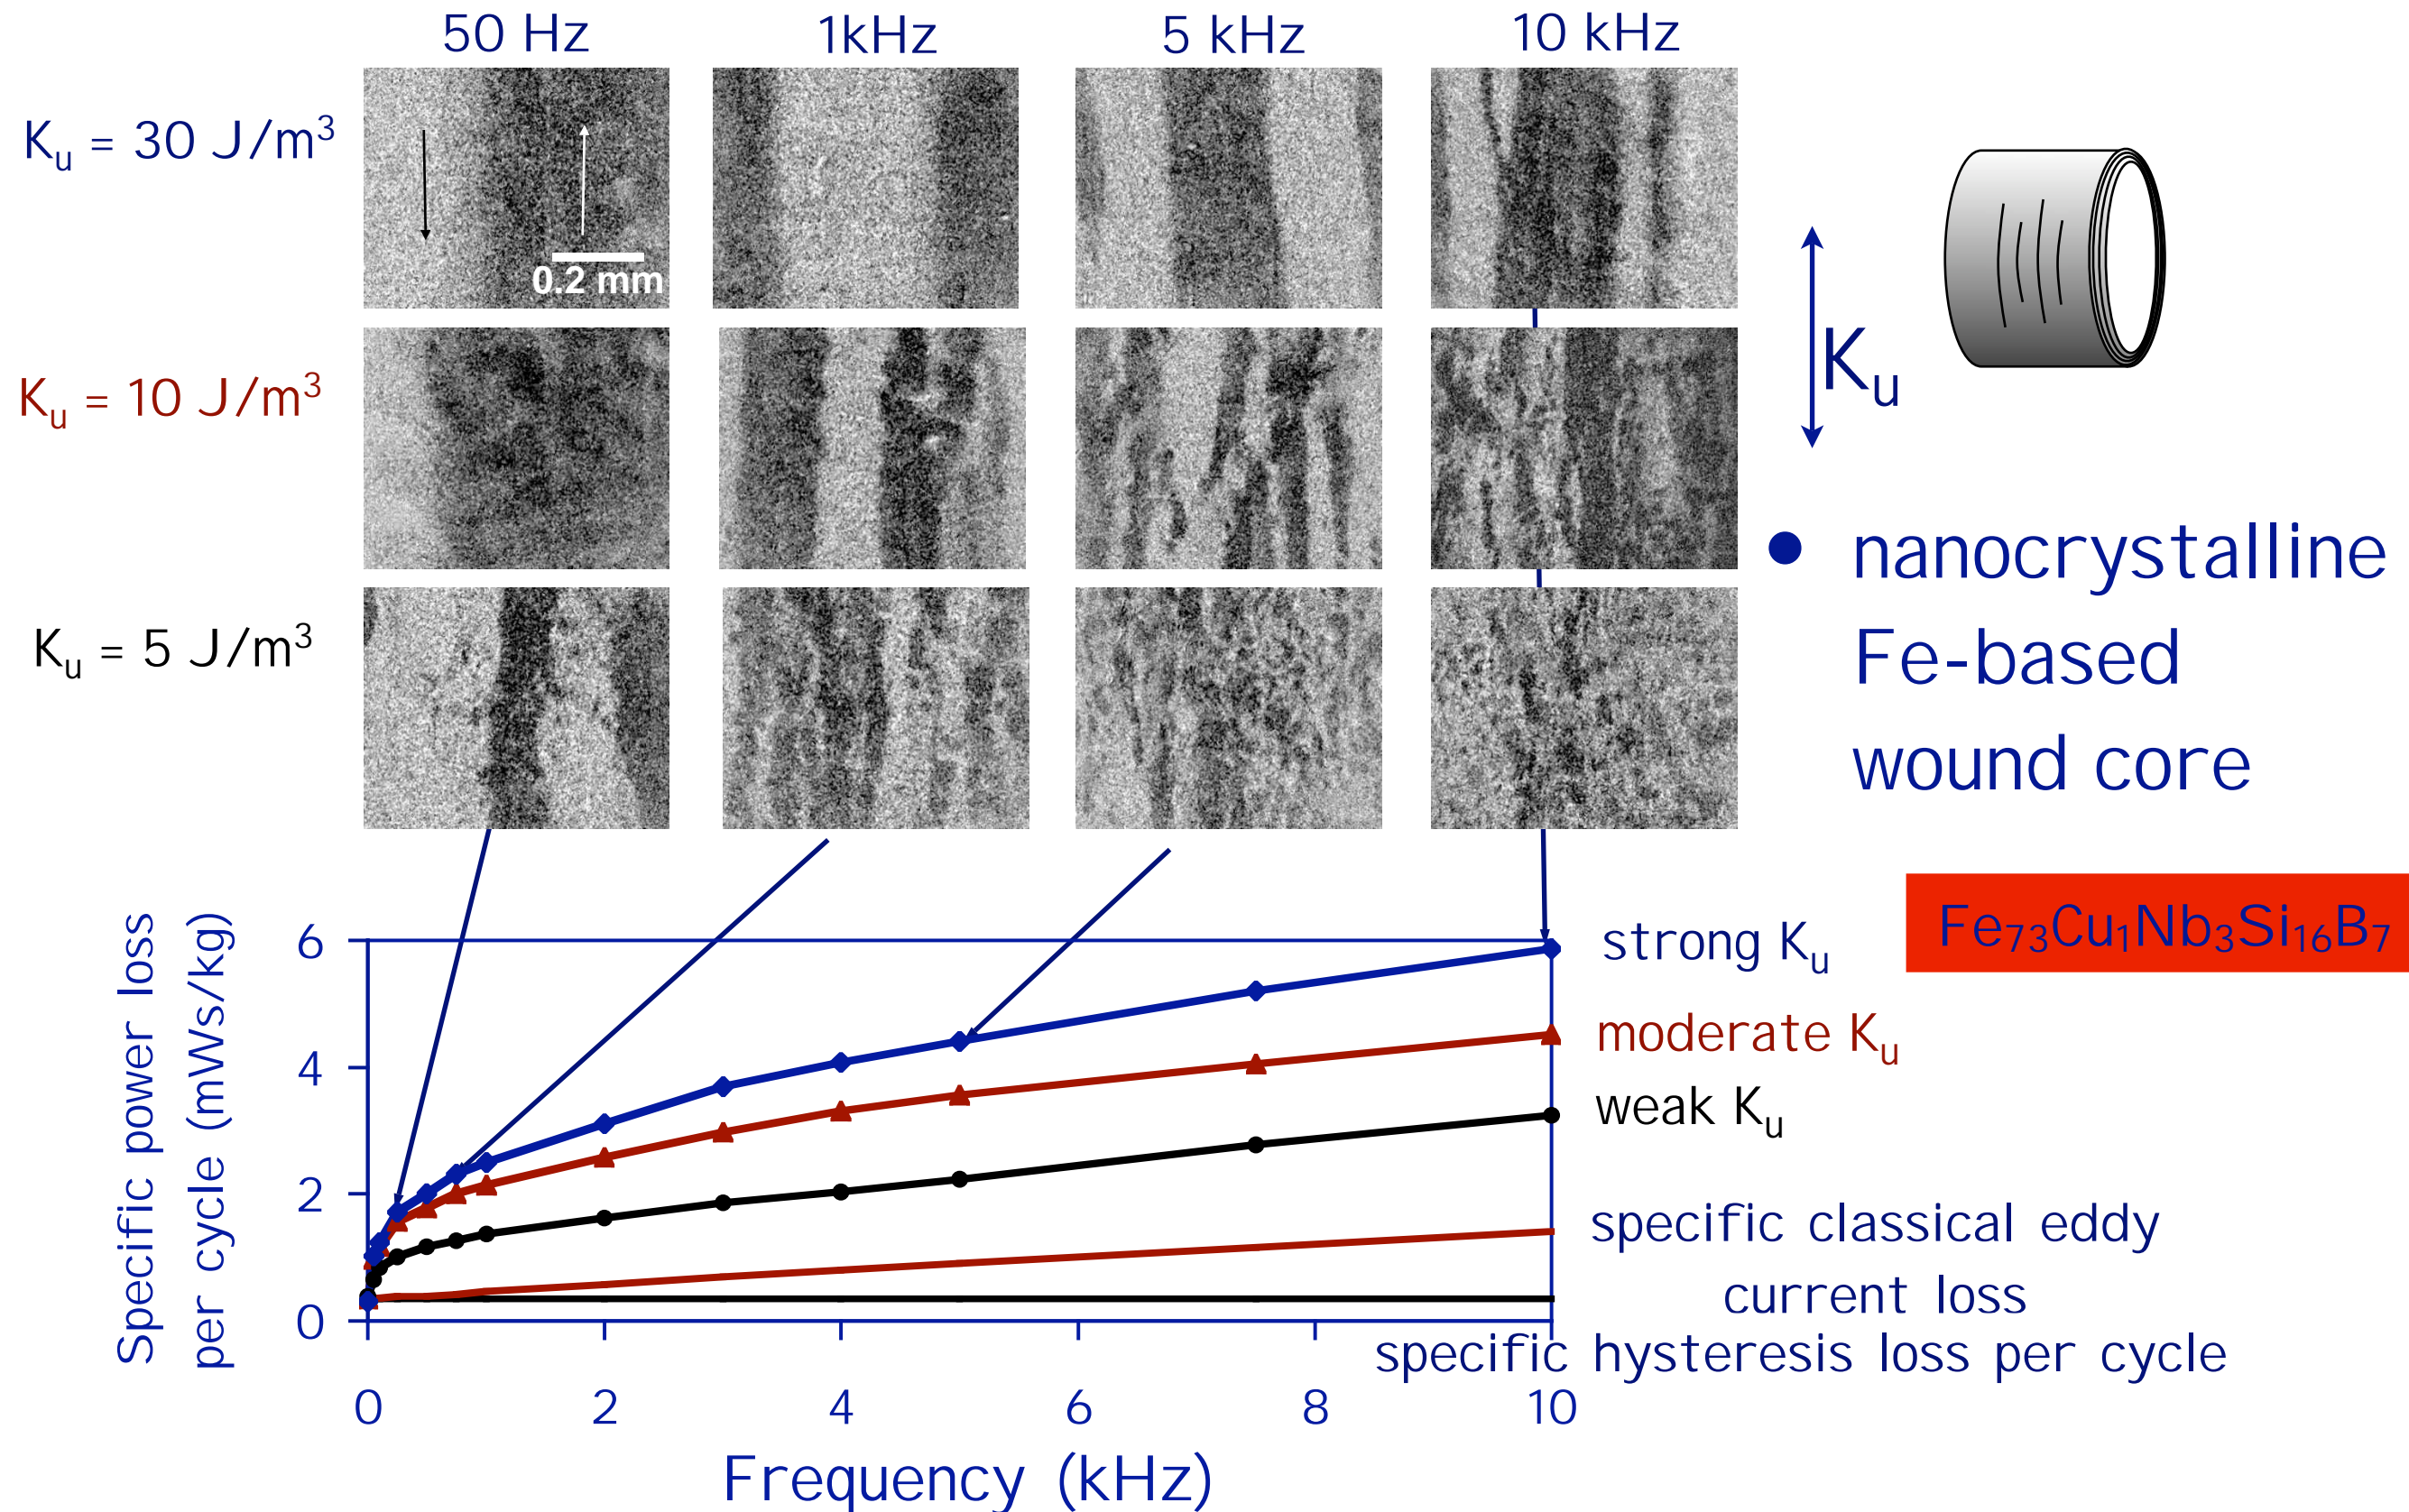 50 Hz
1kHz
5 kHz
10 kHz
Kᵤ = 30 J/m³
0.2 mm
Kᵤ
Kᵤ = 10 J/m³
● nanocrystalline
Fe-based
wound core
Kᵤ = 5 J/m³
Fe₇₃Cu₁Nb₃Si₁₆B₇
Specific power loss
per cycle (mWs/kg)
6
4
2
0
strong Kᵤ
moderate Kᵤ
weak Kᵤ
specific classical eddy
current loss
specific hysteresis loss per cycle
0
2
4
6
8
10
Frequency (kHz)